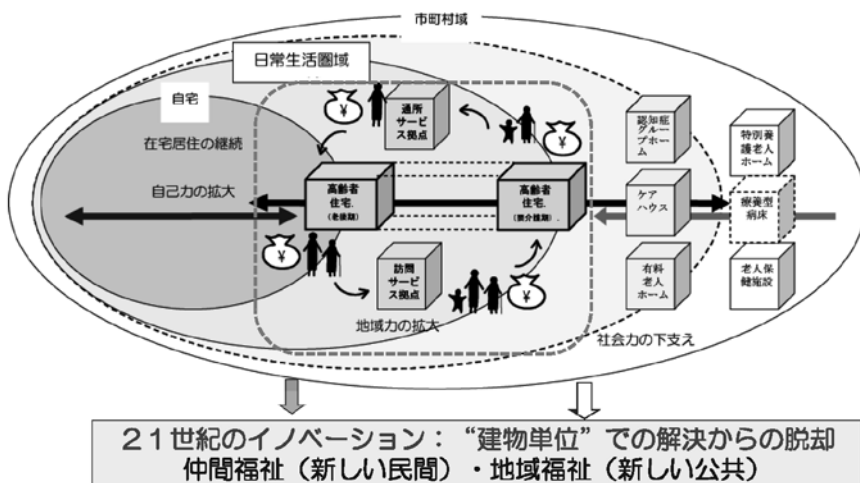 市町村域
日常生活圏域
自宅
在宅居住の継続
自己力の拡大
¥
通所
サービ
ス拠点
¥
高齢者
住宅.
(老後期)
高齢者
住宅.
(要介護期).
¥
訪問
サービ
ス拠点
¥
地域力の拡大
認知症
グルー
プホー
ム
ケア
ハウス
有料
老人
ホーム
特別養
護老人
ホーム
療養型
病床
老人保
健施設
社会力の下支え
21世紀のイノベーション:“建物単位”での解決からの脱却
仲間福祉(新しい民間)・地域福祉(新しい公共)